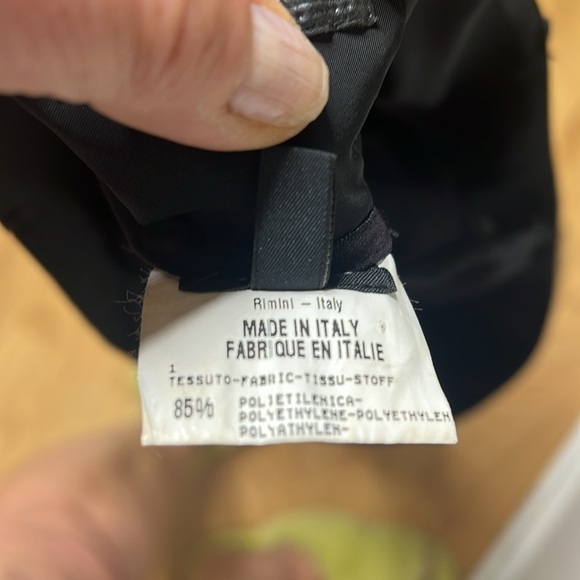 Rimini - Italy
MADE IN ITALY
FABRIQUE EN ITALIE
1
TESSUTO-FABRIC-TISSU-STOFF
85% POLIETILENICA-
POLYETHYLENE-POLYETHYLEN
POLYATHYLEN-